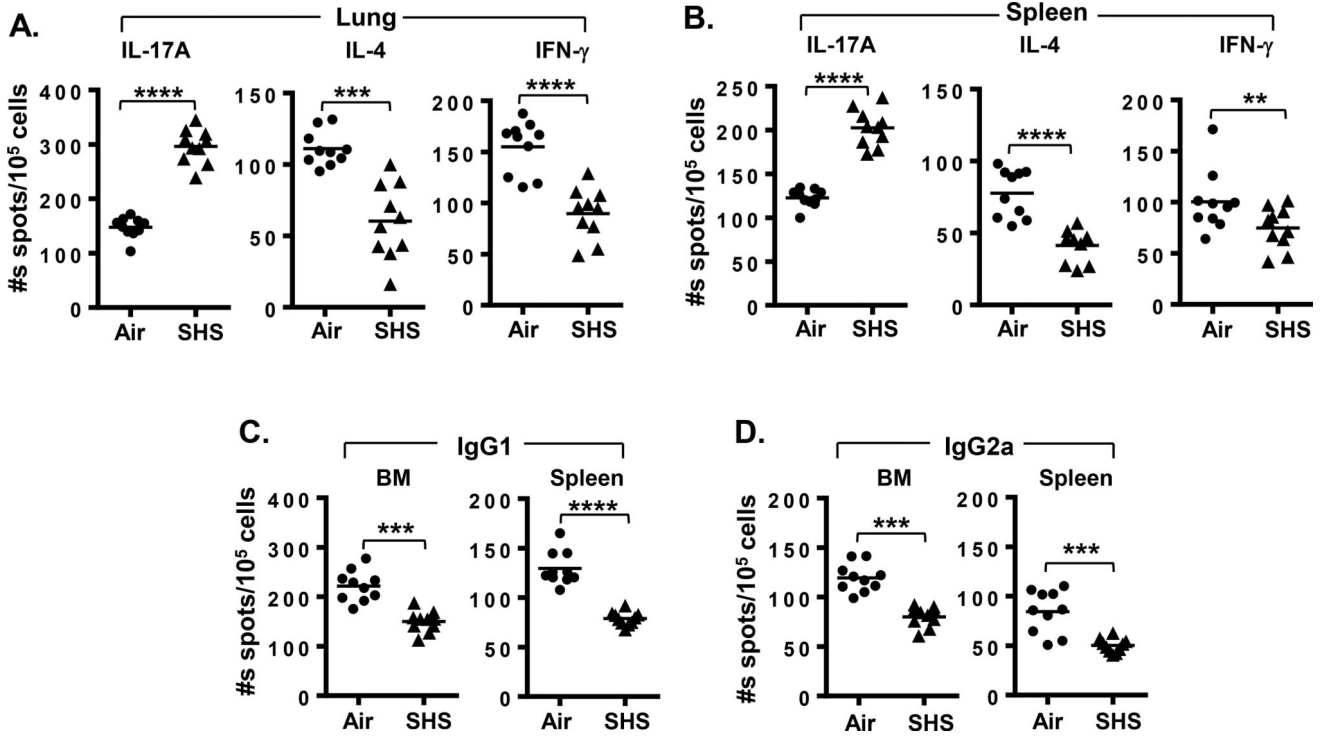 A.
Lung
IL-17A IL-4 IFN-γ
#s spots/10⁵ cells
400
300
200
100
0
****
Air SHS
150
100
50
0
***
Air SHS
200
150
100
50
0
****
Air SHS
B.
Spleen
IL-17A IL-4 IFN-γ
#s spots/10⁵ cells
250
200
150
100
50
0
****
Air SHS
150
100
50
0
****
Air SHS
200
150
100
50
0
**
Air SHS
C.
IgG1
BM Spleen
#s spots/10⁵ cells
400
300
200
100
0
***
Air SHS
200
150
100
50
0
****
Air SHS
D.
IgG2a
BM Spleen
#s spots/10⁵ cells
200
150
100
50
0
***
Air SHS
200
150
100
50
0
***
Air SHS